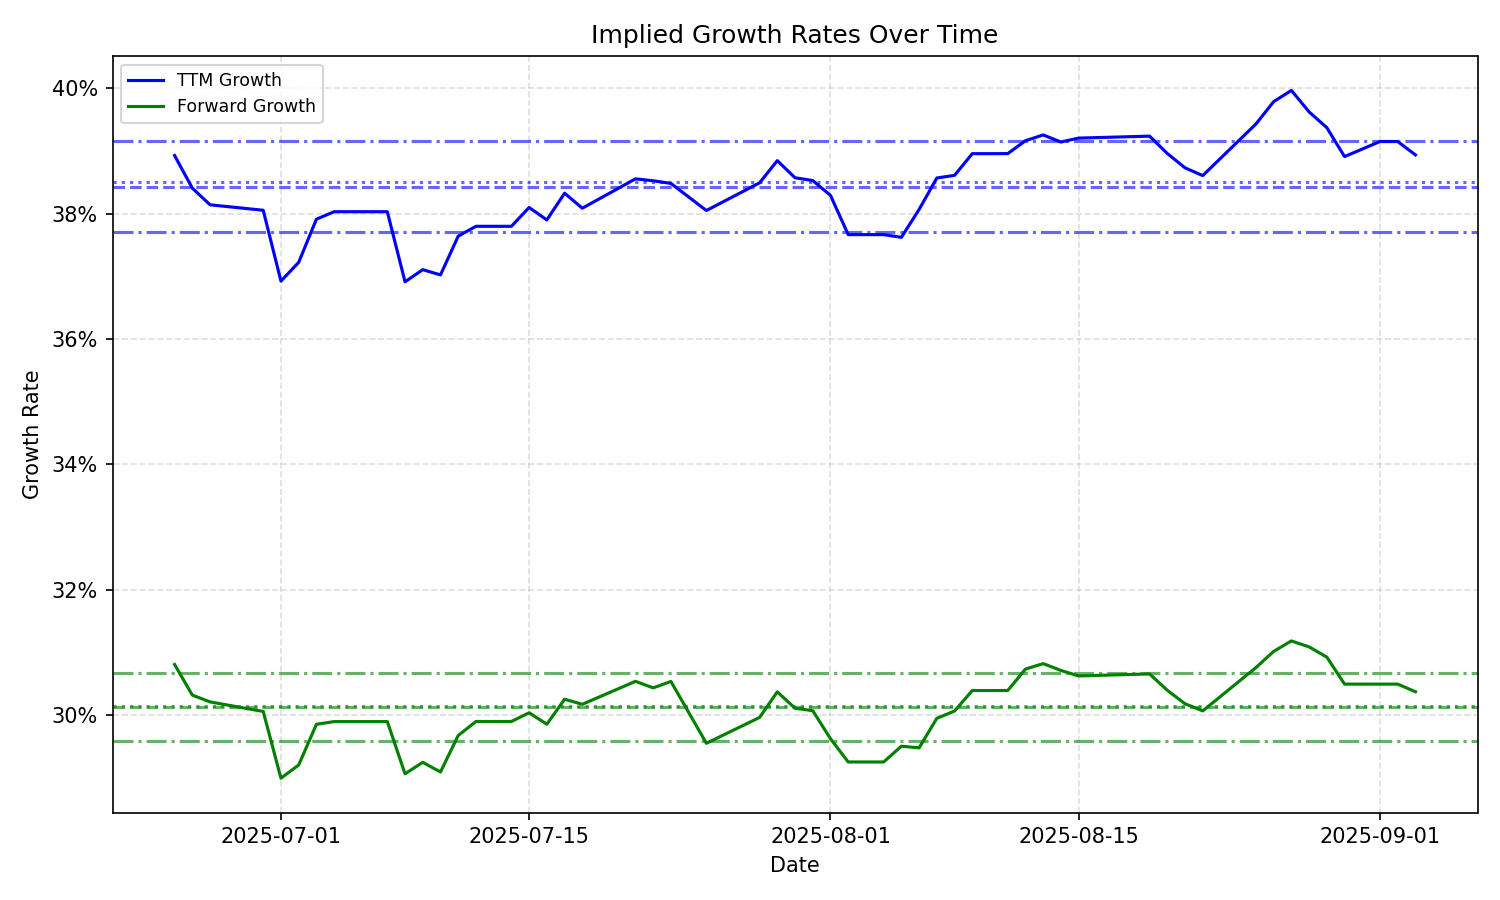 Implied Growth Rates Over Time
TTM Growth
Forward Growth
40%
38%
36%
34%
32%
30%
Growth Rate
2025-07-01
2025-07-15
2025-08-01
2025-08-15
2025-09-01
Date